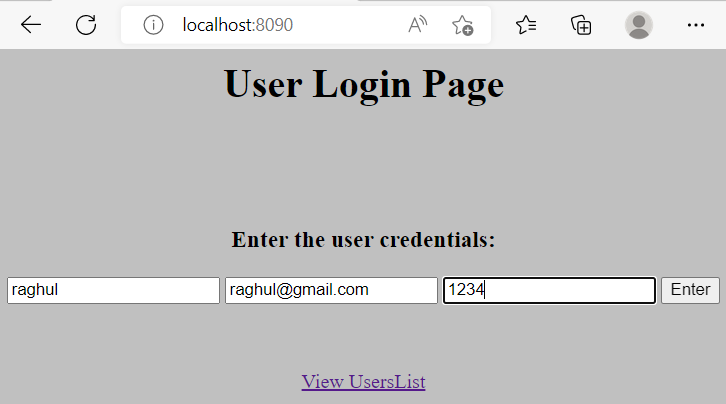 localhost:8090
User Login Page
Enter the user credentials:
raghul raghul@gmail.com 1234 Enter
View UsersList